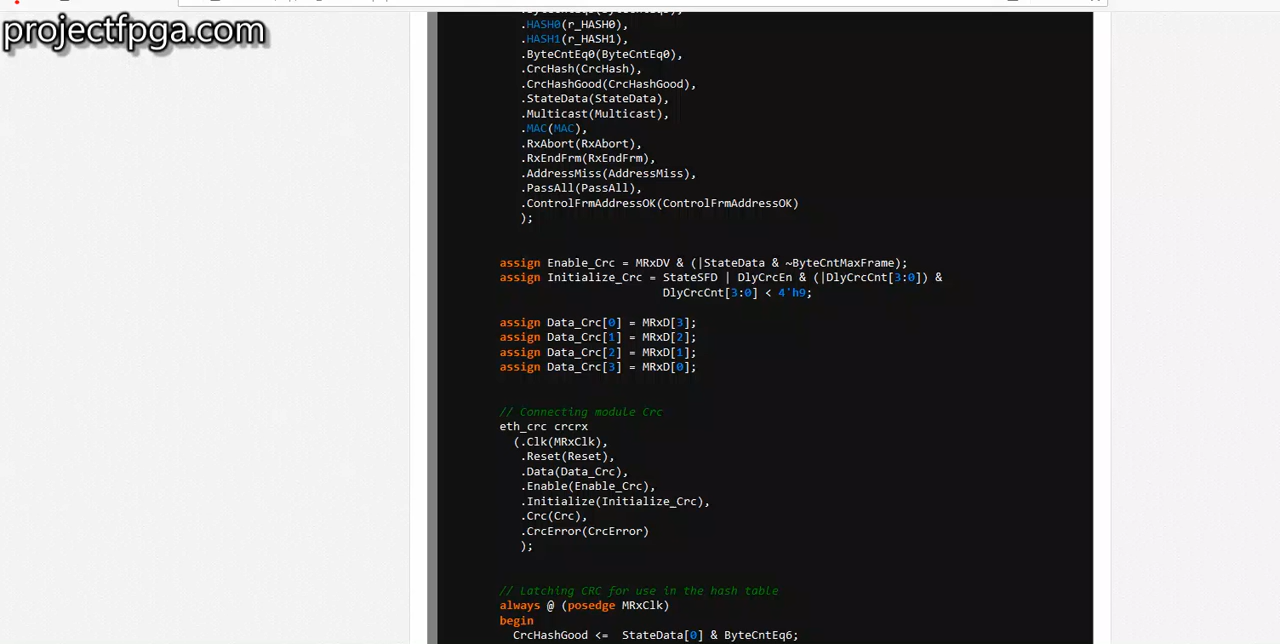 projectfpga.com
.HASH0(r_HASH0),
.HASH1(r_HASH1),
.ByteCntEq0(ByteCntEq0),
.CrcHash(CrcHash),
.CrcHashGood(CrcHashGood),
.StateData(StateData),
.Multicast(Multicast),
.MAC(MAC),
.RxAbort(RxAbort),
.RxEndFrm(RxEndFrm),
.AddressMiss(AddressMiss),
.PassAll(PassAll),
.ControlFrmAddressOK(ControlFrmAddressOK)
);
assign Enable_Crc = MRxDV & (|StateData & ~ByteCntMaxFrame);
assign Initialize_Crc = StateSFD | DlyCrcEn & (|DlyCrcCnt[3:0]) &
DlyCrcCnt[3:0] < 4'h9;
assign Data_Crc[0] = MRxD[3];
assign Data_Crc[1] = MRxD[2];
assign Data_Crc[2] = MRxD[1];
assign Data_Crc[3] = MRxD[0];
// Connecting module Crc
eth_crc crcrx
(.Clk(MRxClk),
.Reset(Reset),
.Data(Data_Crc),
.Enable(Enable_Crc),
.Initialize(Initialize_Crc),
.Crc(Crc),
.CrcError(CrcError)
);
// Latching CRC for use in the hash table
always @ (posedge MRxClk)
begin
CrcHashGood <= StateData[0] & ByteCntEq6;